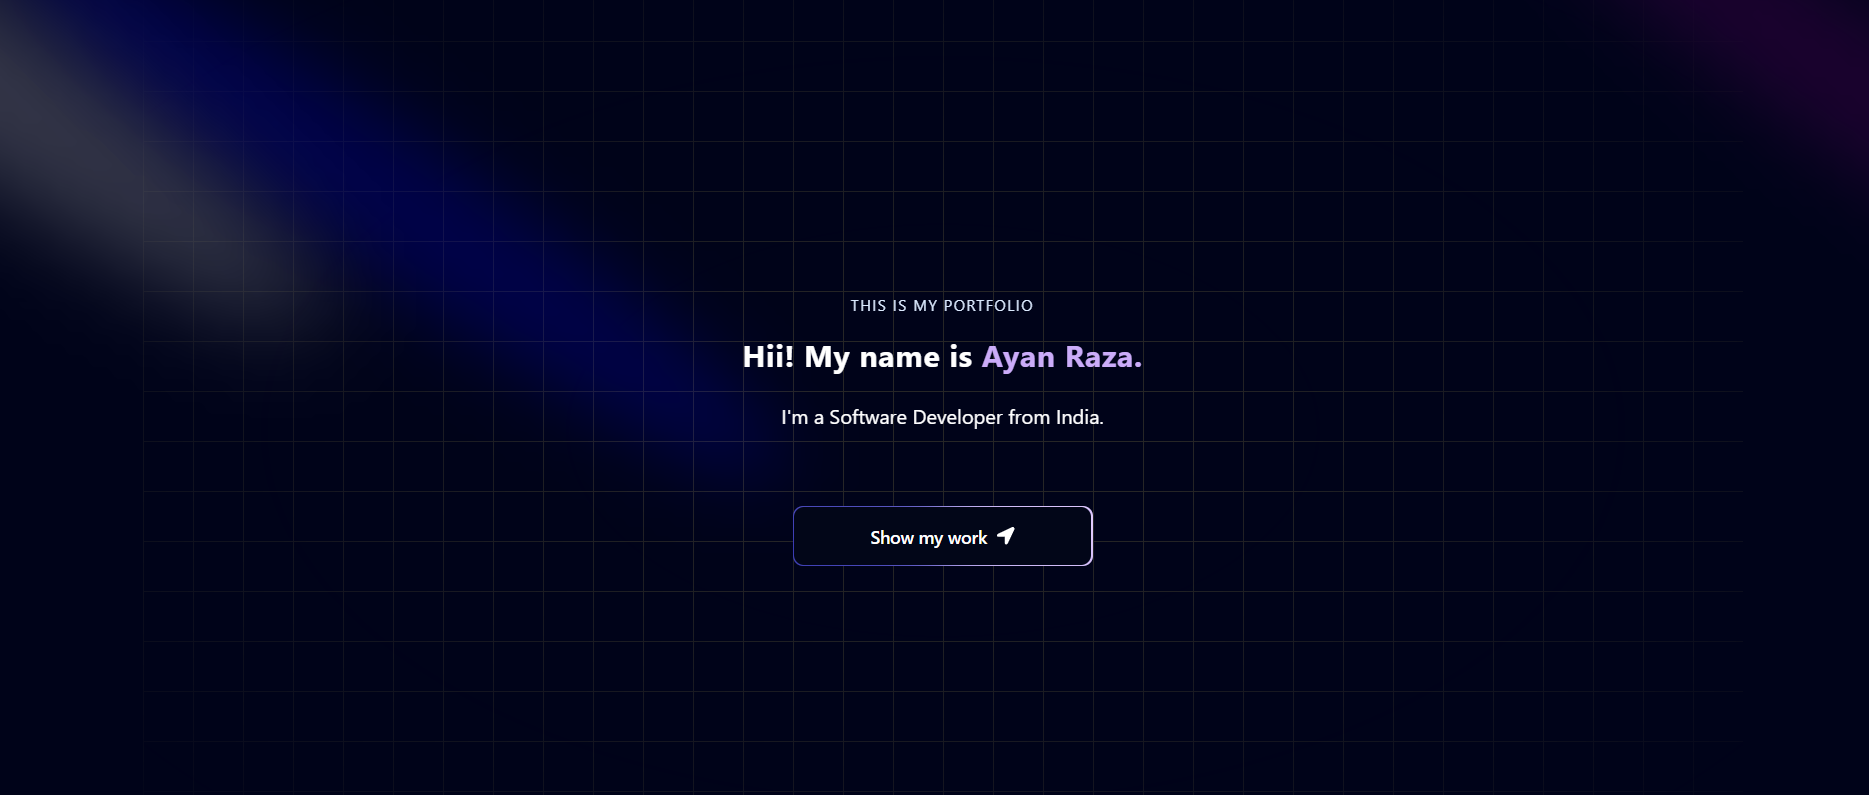 THIS IS MY PORTFOLIO
Hii! My name is Ayan Raza.
I'm a Software Developer from India.
Show my work